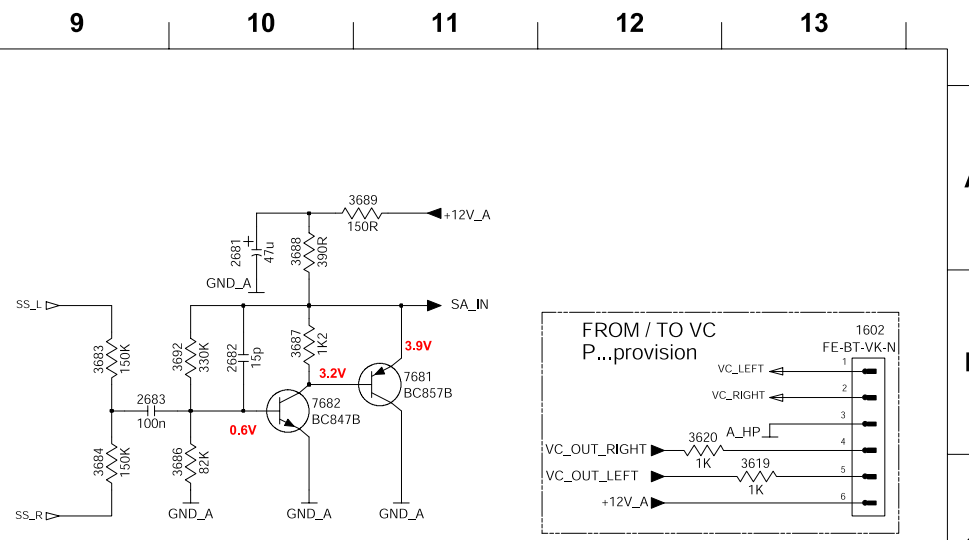 9 10 11 12 13
A
3689
150R
+12V_A
2681
+
47u
3688
390R
GND_A
SS_L
SA_IN
3683
150K
3692
330K
2682
15p
3687
1K2
3.9V
3.2V
7681
BC857B
2683
100n
7682
BC847B
0.6V
3684
150K
3686
82K
SS_R
GND_A
GND_A
GND_A
FROM / TO VC
P...provision
1602
FE-BT-VK-N
VC_LEFT
1
VC_RIGHT
2
A_HP
3
VC_OUT_RIGHT
3620
1K
4
VC_OUT_LEFT
3619
1K
5
+12V_A
6